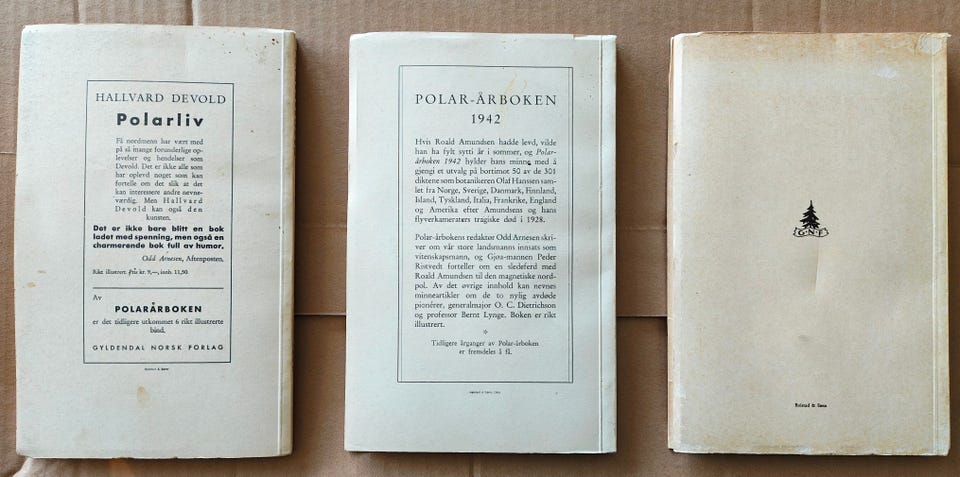 HALLVARD DEVOLD
Polarliv
Få nordmenn har vært med
på så mange forunderlige op-
levelser og hendelser som
Devold. Det er ikke alle som
har oplevd noget som kan
fortelle om det slik at det
kan interessere andre nevne-
verdig. Men Hallvard
Devold kan også den
kunsten.
Det er ikke bare blitt en bok
ladet med spenning, men også en
charmerende bok full av humor.
Odd Arnesen, Aftenposten.
Rikt illustrert. fra kr. 9,—, innb. 11,50.
Av
POLARÅRBOKEN
er det tidligere utkommet 6 rikt illustrerte
bind.
GYLDENDAL NORSK FORLAG
POLAR-ÅRBOKEN
1942
Hvis Roald Amundsen hadde levd, vilde
han ha fylt sytti år i sommer, og Polar-
årboken 1942 hylder hans minne med å
gjengi et utvalg på bortimot 50 av de 301
diktene som botanikeren Olaf Hanssen sam-
let fra Norge, Sverige, Danmark, Finnland,
Island, Tyskland, Italia, Frankrike, England
og Amerika efter Amundsens og hans
flyverkameraters tragiske død i 1928.
Polar-årbokens redaktør Odd Arnesen skri-
ver om vår store landsmanns innsats som
vitenskapsmann, og Gjøa-mannen Peder
Ristvedt forteller om en sledeferd med
Roald Amundsen til den magnetiske nord-
pol. Av det øvrige innhold kan nevnes
minneartikler om de to nylig avdøde
pionérer, generalmajor O. C. Dietrichson
og professor Bernt Lynge. Boken er rikt
illustrert.
*
Tidligere årganger av Polar-årboken
er fremdeles å få.
G·N·F
Reistad & Sønn